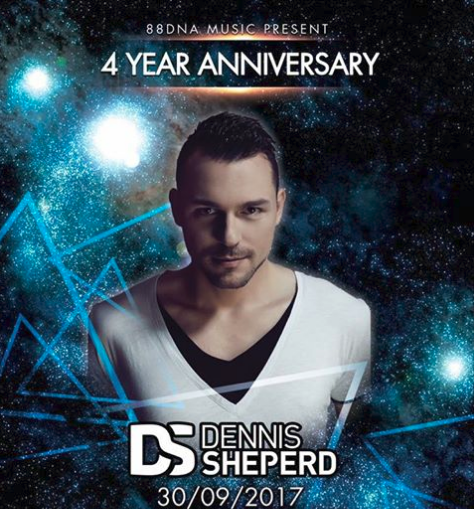 88DNA MUSIC PRESENT
4 YEAR ANNIVERSARY
DS DENNIS
SHEPERD
30/09/2017